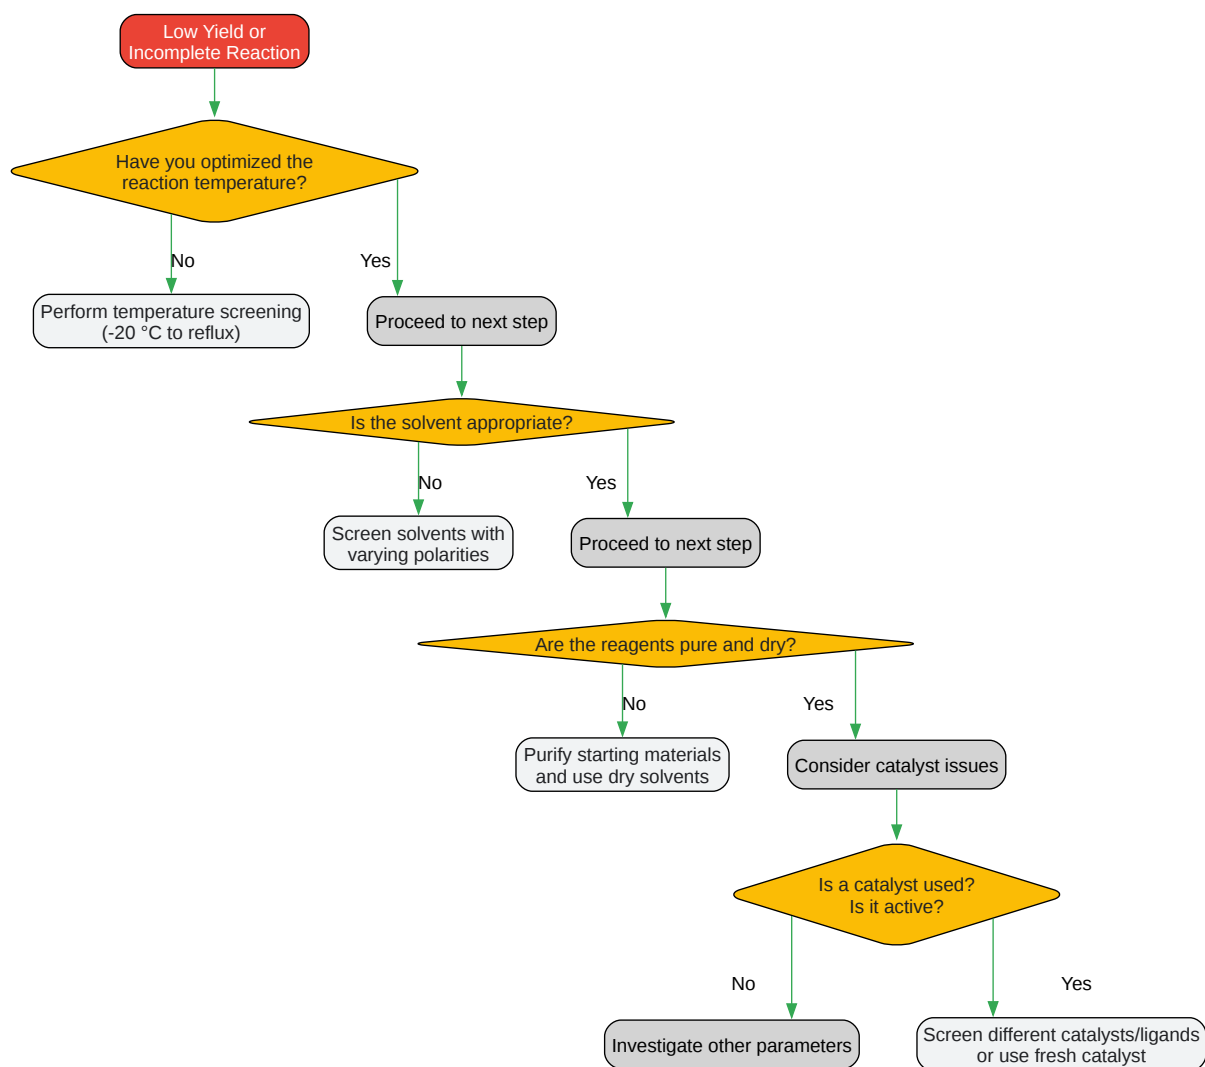 Low Yield or
Incomplete Reaction
Have you optimized the
reaction temperature?
No
Yes
Perform temperature screening
(-20 °C to reflux)
Proceed to next step
Is the solvent appropriate?
No
Yes
Screen solvents with
varying polarities
Proceed to next step
Are the reagents pure and dry?
No
Yes
Purify starting materials
and use dry solvents
Consider catalyst issues
Is a catalyst used?
Is it active?
No
Yes
Investigate other parameters
Screen different catalysts/ligands
or use fresh catalyst